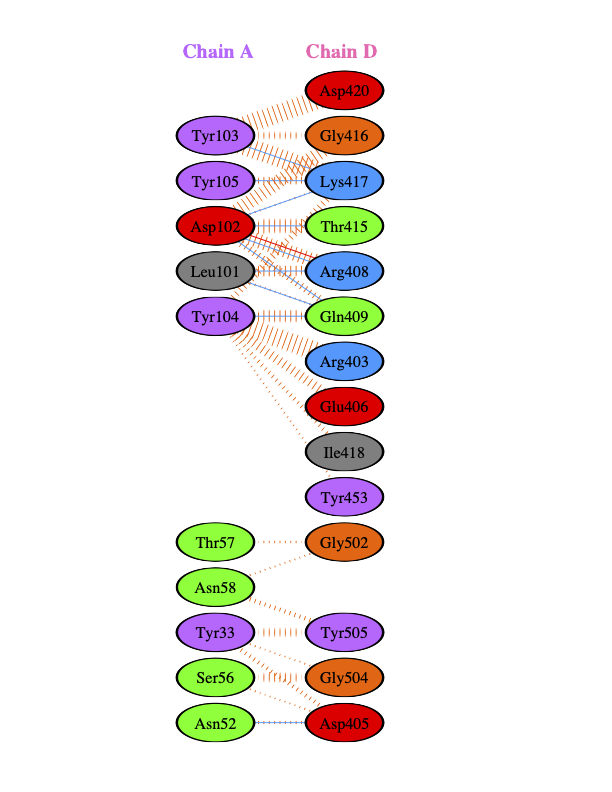 Chain A Chain D
Asp420
Tyr103 Gly416
Tyr105 Lys417
Asp102 Thr415
Leu101 Arg408
Tyr104 Gln409
Arg403
Glu406
Ile418
Tyr453
Thr57 Gly502
Asn58
Tyr33 Tyr505
Ser56 Gly504
Asn52 Asp405